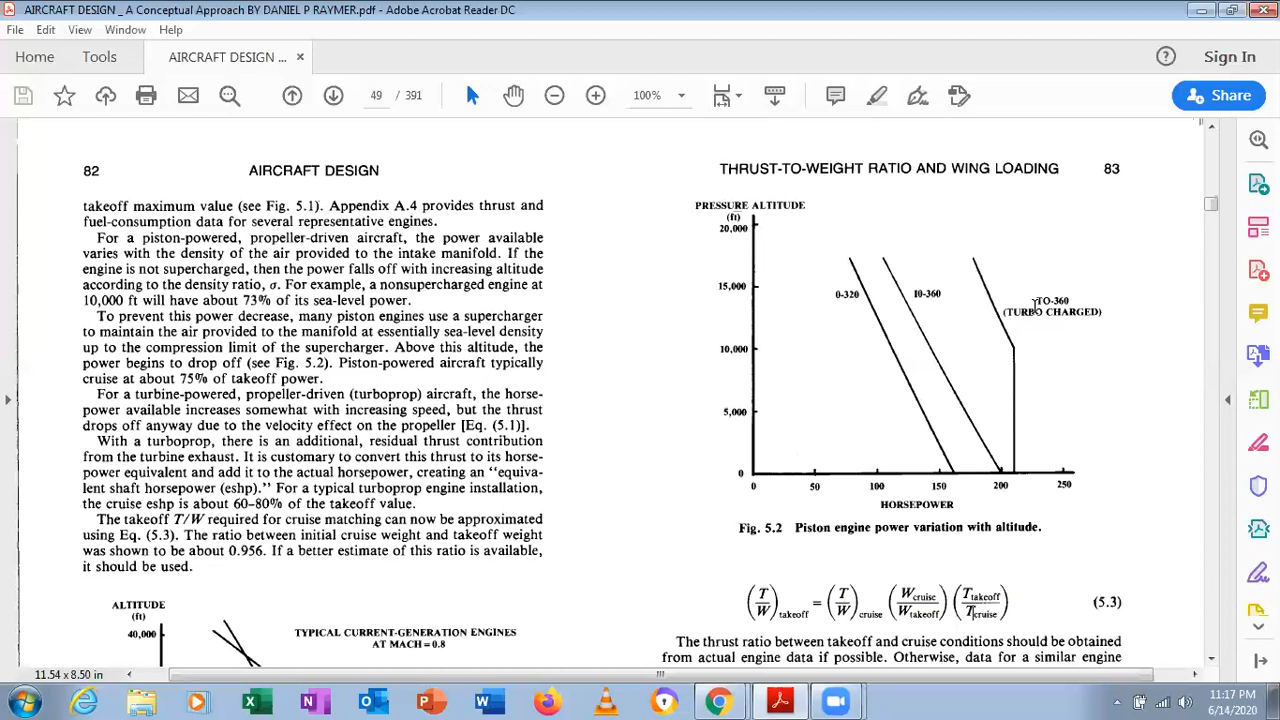 AIRCRAFT DESIGN _ A Conceptual Approach BY DANIEL P RAYMER.pdf - Adobe Acrobat Reader DC
File Edit View Window Help
Home Tools AIRCRAFT DESIGN ... × Sign In
49 / 391 100% Share
82 AIRCRAFT DESIGN
takeoff maximum value (see Fig. 5.1). Appendix A.4 provides thrust and
fuel-consumption data for several representative engines.
For a piston-powered, propeller-driven aircraft, the power available
varies with the density of the air provided to the intake manifold. If the
engine is not supercharged, then the power falls off with increasing altitude
according to the density ratio, σ. For example, a nonsupercharged engine at
10,000 ft will have about 73% of its sea-level power.
To prevent this power decrease, many piston engines use a supercharger
to maintain the air provided to the manifold at essentially sea-level density
up to the compression limit of the supercharger. Above this altitude, the
power begins to drop off (see Fig. 5.2). Piston-powered aircraft typically
cruise at about 75% of takeoff power.
For a turbine-powered, propeller-driven (turboprop) aircraft, the horse-
power available increases somewhat with increasing speed, but the thrust
drops off anyway due to the velocity effect on the propeller [Eq. (5.1)].
With a turboprop, there is an additional, residual thrust contribution
from the turbine exhaust. It is customary to convert this thrust to its horse-
power equivalent and add it to the actual horsepower, creating an "equiva-
lent shaft horsepower (eshp)." For a typical turboprop engine installation,
the cruise eshp is about 60-80% of the takeoff value.
The takeoff T/W required for cruise matching can now be approximated
using Eq. (5.3). The ratio between initial cruise weight and takeoff weight
was shown to be about 0.956. If a better estimate of this ratio is available,
it should be used.
ALTITUDE
(ft)
40,000
TYPICAL CURRENT-GENERATION ENGINES
AT MACH = 0.8
THRUST-TO-WEIGHT RATIO AND WING LOADING 83
PRESSURE ALTITUDE
(ft)
20,000
15,000
10,000
5,000
0
0-320
I0-360
TO-360
(TURBO CHARGED)
0 50 100 150 200 250
HORSEPOWER
Fig. 5.2 Piston engine power variation with altitude.
(T/W)takeoff = (T/W)cruise (Wcruise/Wtakeoff) (Ttakeoff/Tcruise) (5.3)
The thrust ratio between takeoff and cruise conditions should be obtained
from actual engine data if possible. Otherwise, data for a similar engine
11.54 x 8.50 in
11:17 PM
6/14/2020